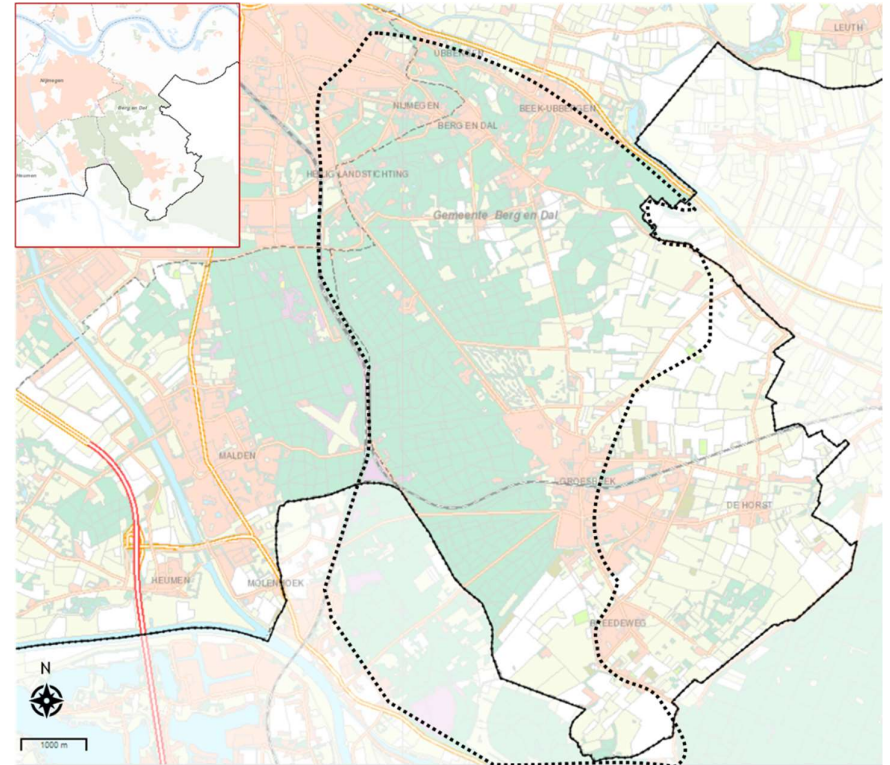 Nijmegen
Berg en Dal
Heumen
LEUTH
UBBERGEN
NIJMEGEN
BEEK-UBBERGEN
BERG EN DAL
HEILIG LANDSTICHTING
Gemeente Berg en Dal
MALDEN
GROESBEEK
DE HORST
HEUMEN
MOLENHOEK
BREEDEWEG
N
1000 m